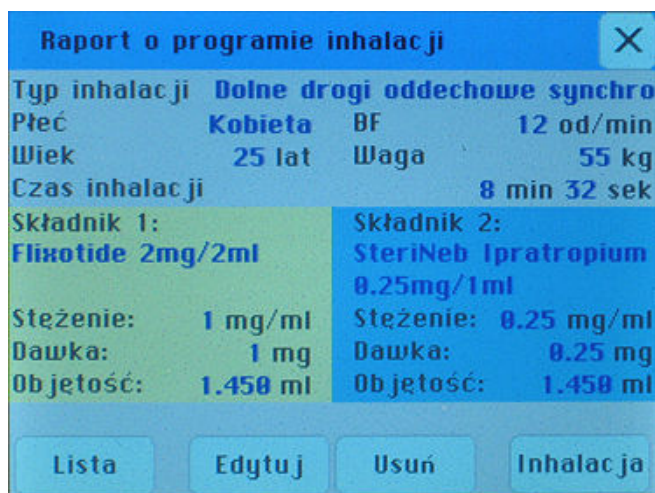 Raport o programie inhalacji
Typ inhalacji Dolne drogi oddechowe synchro
Płeć Kobieta BF 12 od/min
Wiek 25 lat Waga 55 kg
Czas inhalacji 8 min 32 sek
Składnik 1:
Flixotide 2mg/2ml
Stężenie: 1 mg/ml
Dawka: 1 mg
Objętość: 1.450 ml
Składnik 2:
SteriNeb Ipratropium
0.25mg/1ml
Stężenie: 0.25 mg/ml
Dawka: 0.25 mg
Objętość: 1.450 ml
Lista Edytuj Usuń Inhalacja